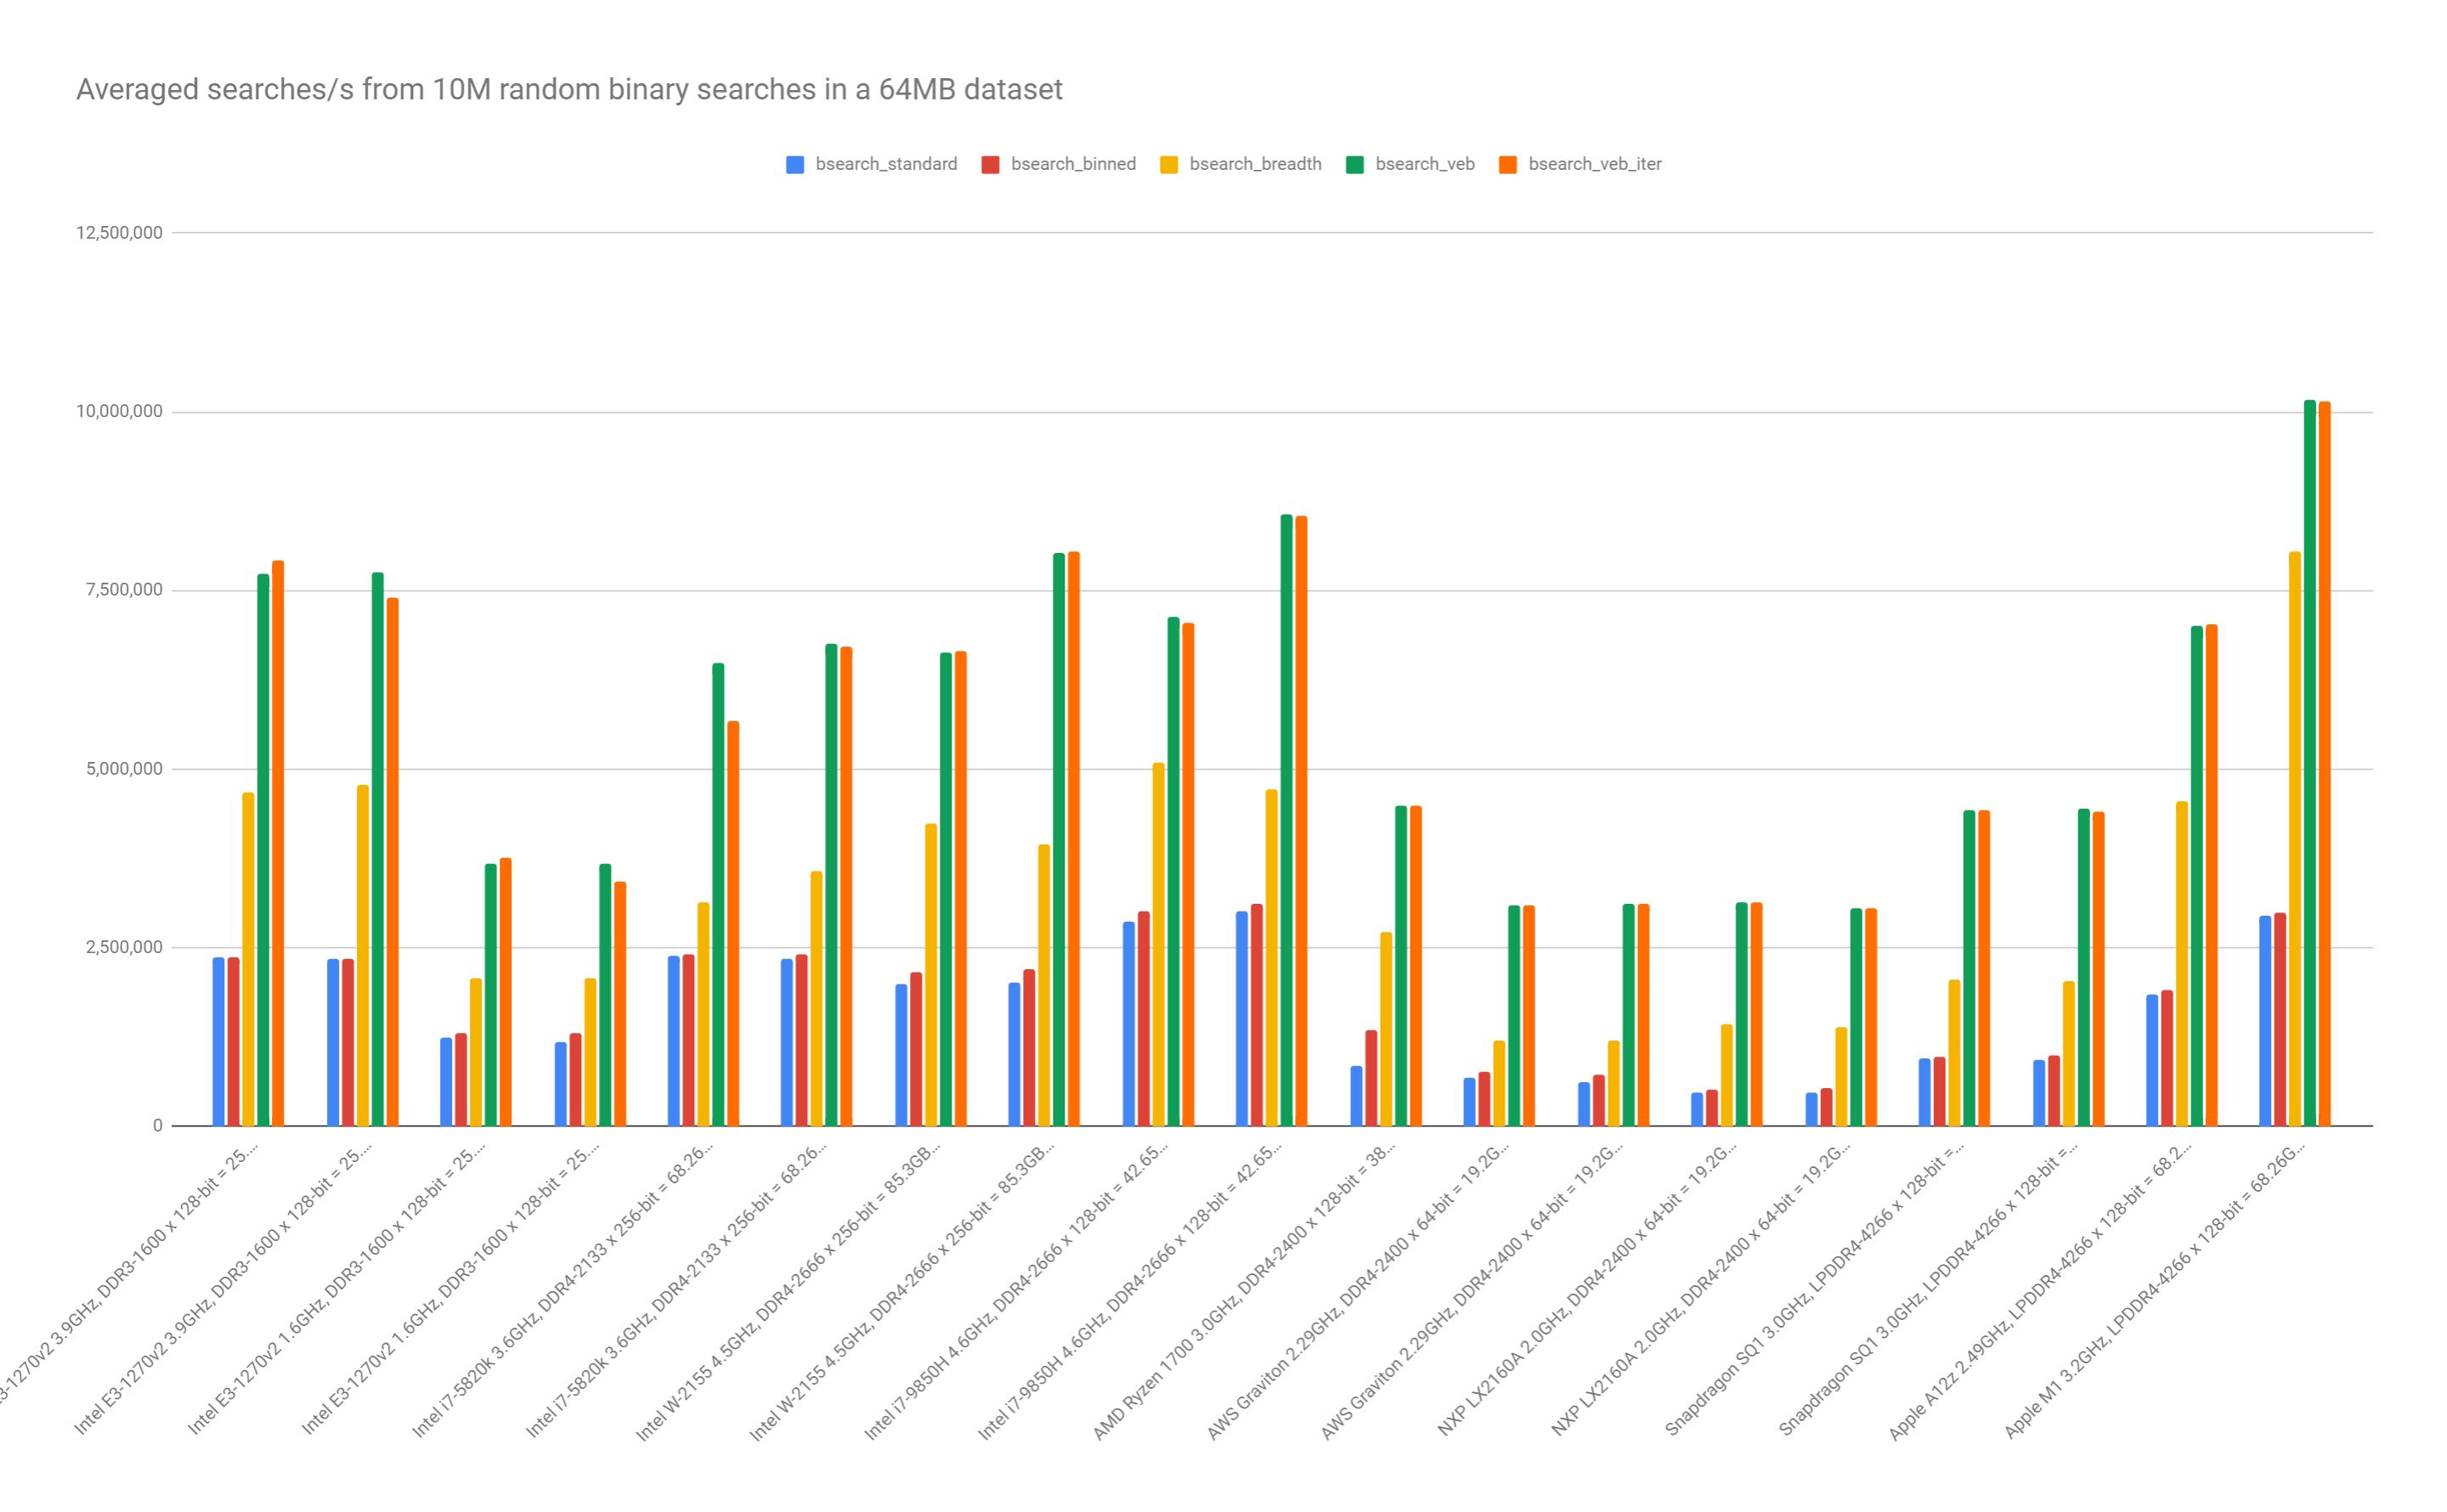 Averaged searches/s from 10M random binary searches in a 64MB dataset
bsearch_standard bsearch_binned bsearch_breadth bsearch_veb bsearch_veb_iter
12,500,000
10,000,000
7,500,000
5,000,000
2,500,000
0
3-1270v2 3.9GHz, DDR3-1600 x 128-bit = 25.…
Intel E3-1270v2 3.9GHz, DDR3-1600 x 128-bit = 25.…
Intel E3-1270v2 1.6GHz, DDR3-1600 x 128-bit = 25.…
Intel E3-1270v2 1.6GHz, DDR3-1600 x 128-bit = 25.…
Intel i7-5820k 3.6GHz, DDR4-2133 x 256-bit = 68.26…
Intel i7-5820k 3.6GHz, DDR4-2133 x 256-bit = 68.26…
Intel W-2155 4.5GHz, DDR4-2666 x 256-bit = 85.3GB…
Intel W-2155 4.5GHz, DDR4-2666 x 256-bit = 85.3GB…
Intel i7-9850H 4.6GHz, DDR4-2666 x 128-bit = 42.65…
Intel i7-9850H 4.6GHz, DDR4-2666 x 128-bit = 42.65…
AMD Ryzen 1700 3.0GHz, DDR4-2400 x 128-bit = 38…
AWS Graviton 2.29GHz, DDR4-2400 x 64-bit = 19.2G…
AWS Graviton 2.29GHz, DDR4-2400 x 64-bit = 19.2G…
NXP LX2160A 2.0GHz, DDR4-2400 x 64-bit = 19.2G…
NXP LX2160A 2.0GHz, DDR4-2400 x 64-bit = 19.2G…
Snapdragon SQ1 3.0GHz, LPDDR4-4266 x 128-bit =…
Snapdragon SQ1 3.0GHz, LPDDR4-4266 x 128-bit =…
Apple A12z 2.49GHz, LPDDR4-4266 x 128-bit = 68.2…
Apple M1 3.2GHz, LPDDR4-4266 x 128-bit = 68.26G…